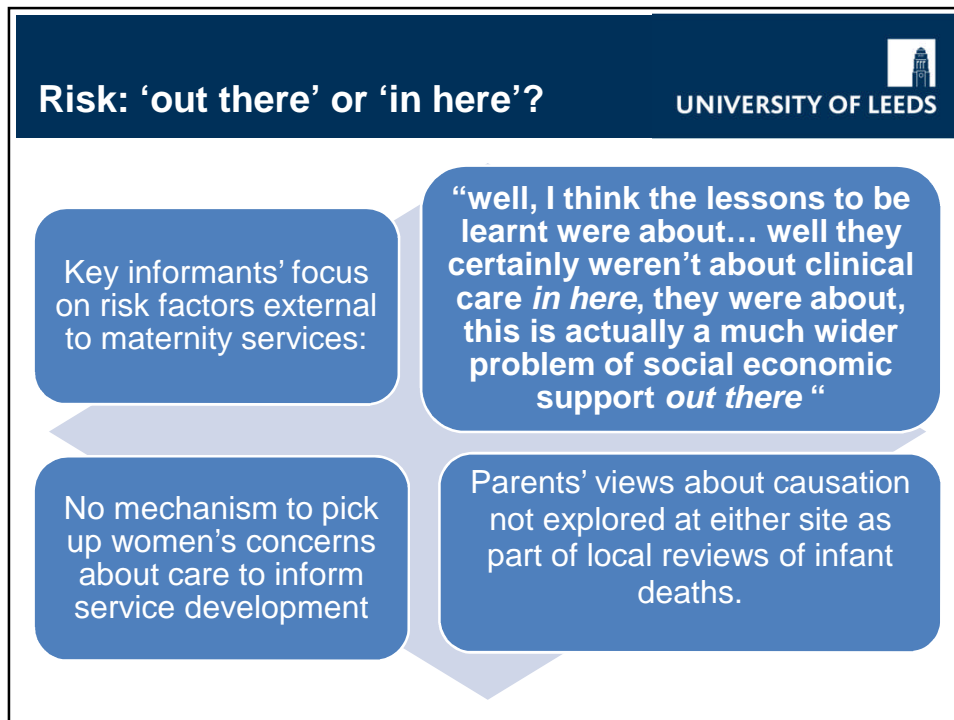 Risk: ‘out there’ or ‘in here’?
UNIVERSITY OF LEEDS
Key informants’ focus
on risk factors external
to maternity services:
“well, I think the lessons to be
learnt were about… well they
certainly weren’t about clinical
care in here, they were about,
this is actually a much wider
problem of social economic
support out there “
No mechanism to pick
up women’s concerns
about care to inform
service development
Parents’ views about causation
not explored at either site as
part of local reviews of infant
deaths.